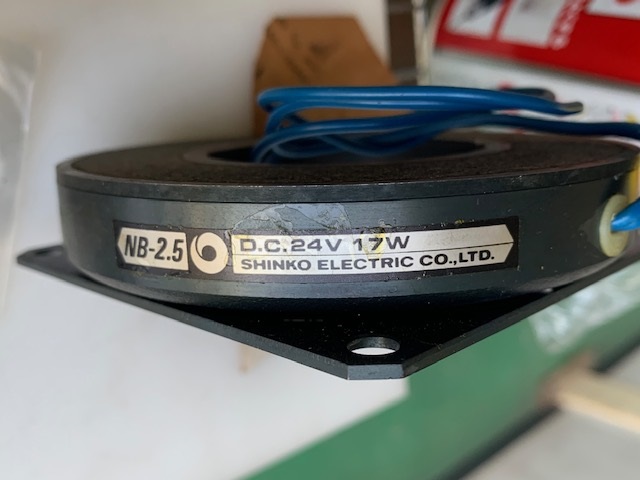 NB-2.5
D.C.24V 17W
SHINKO ELECTRIC CO.,LTD.